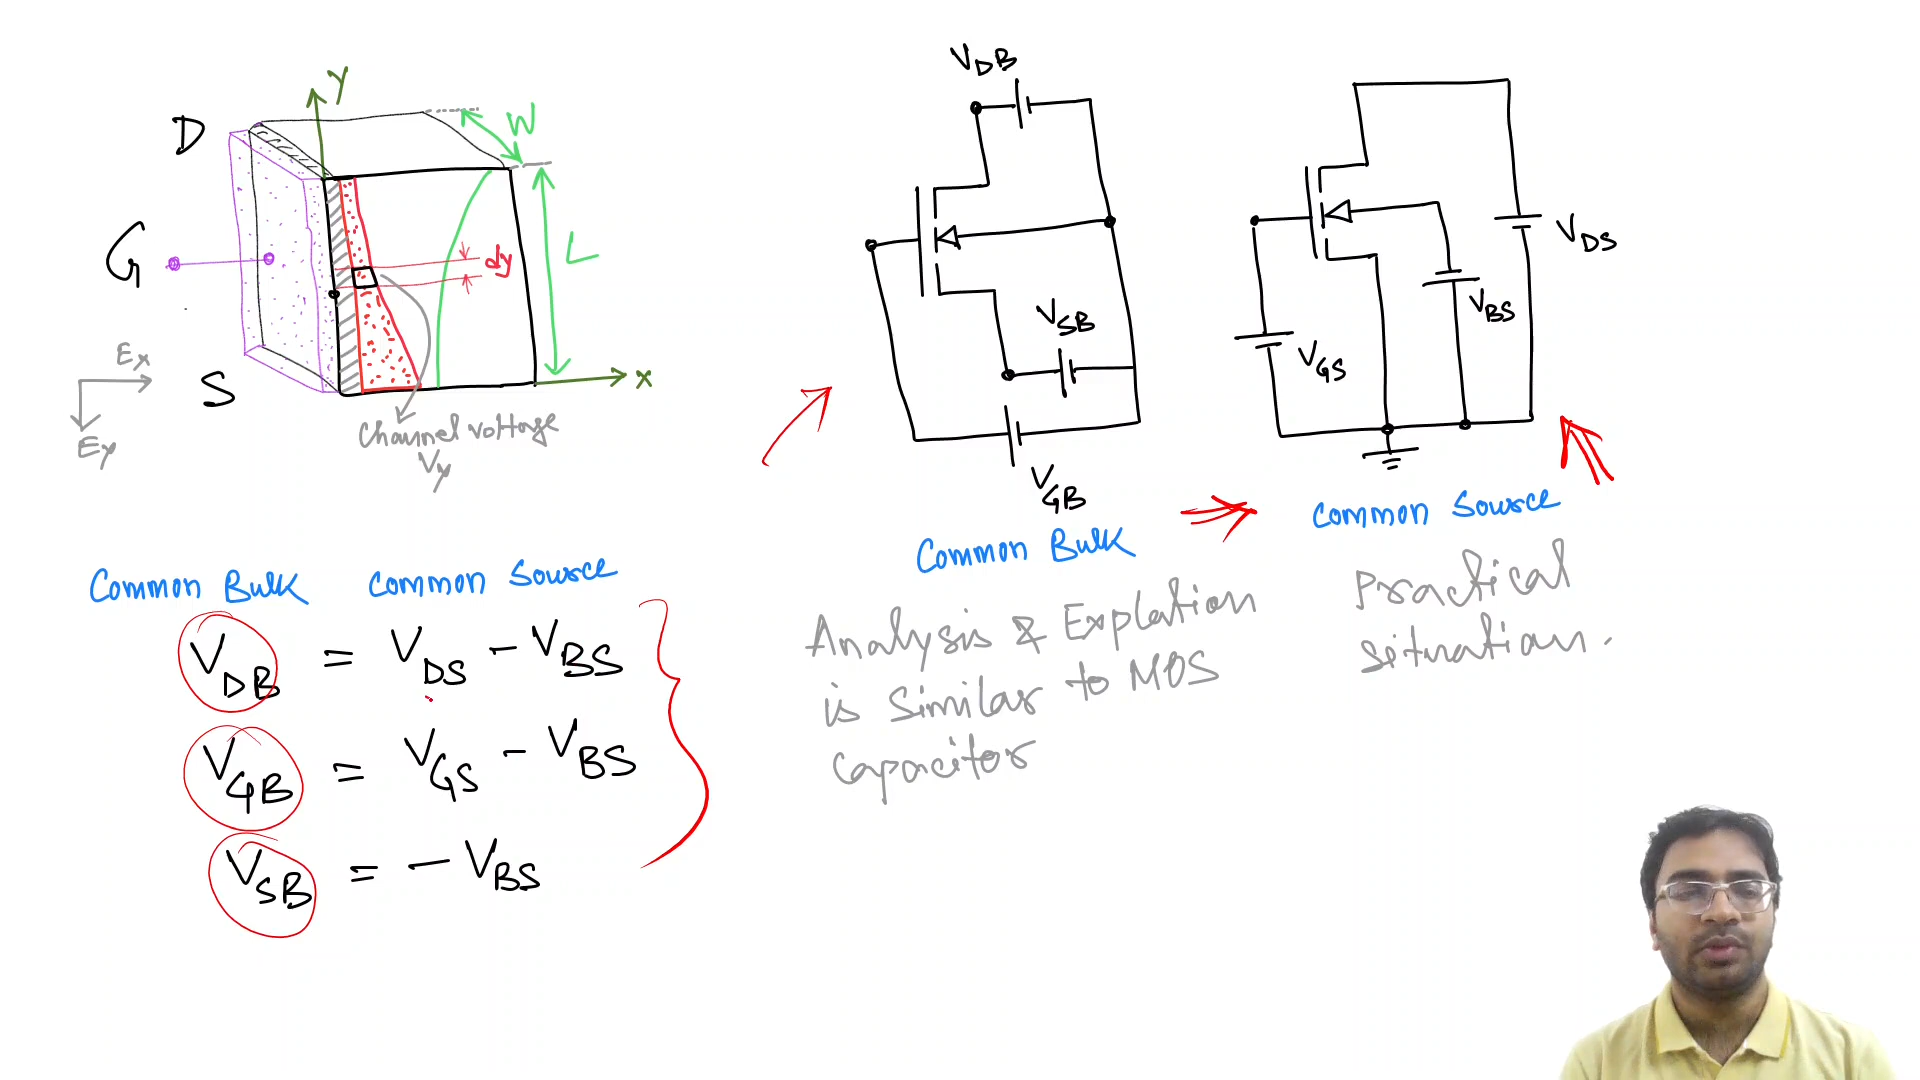 D
Y
W
G
L
dy
Ex
Ey
S
x
Channel voltage
Vy
VDB
VSB
VGB
Common Bulk
Analysis & Explation
is Similar to MOS
Capacitor
VDS
VBS
VGS
Common Source
Practical
situation.
Common Bulk Common Source
VDB = VDS - VBS
VGB = VGS - VBS
VSB = - VBS